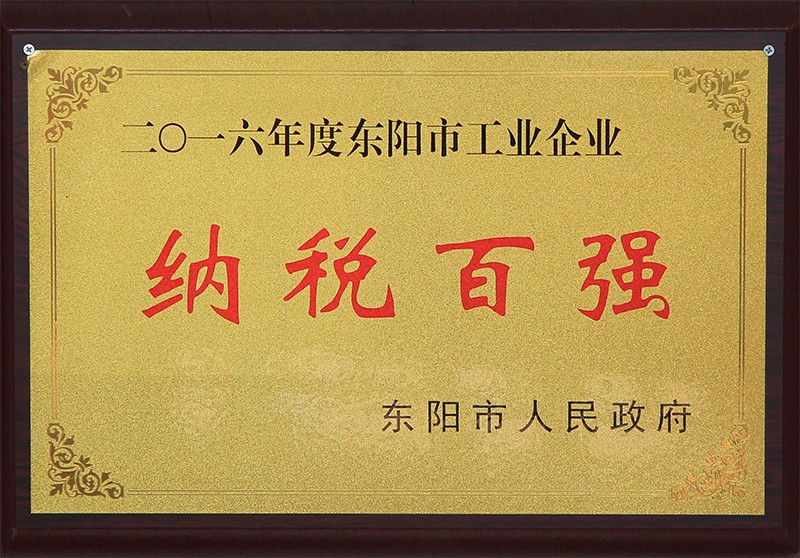 二〇一六年度东阳市工业企业
纳税百强
东阳市人民政府